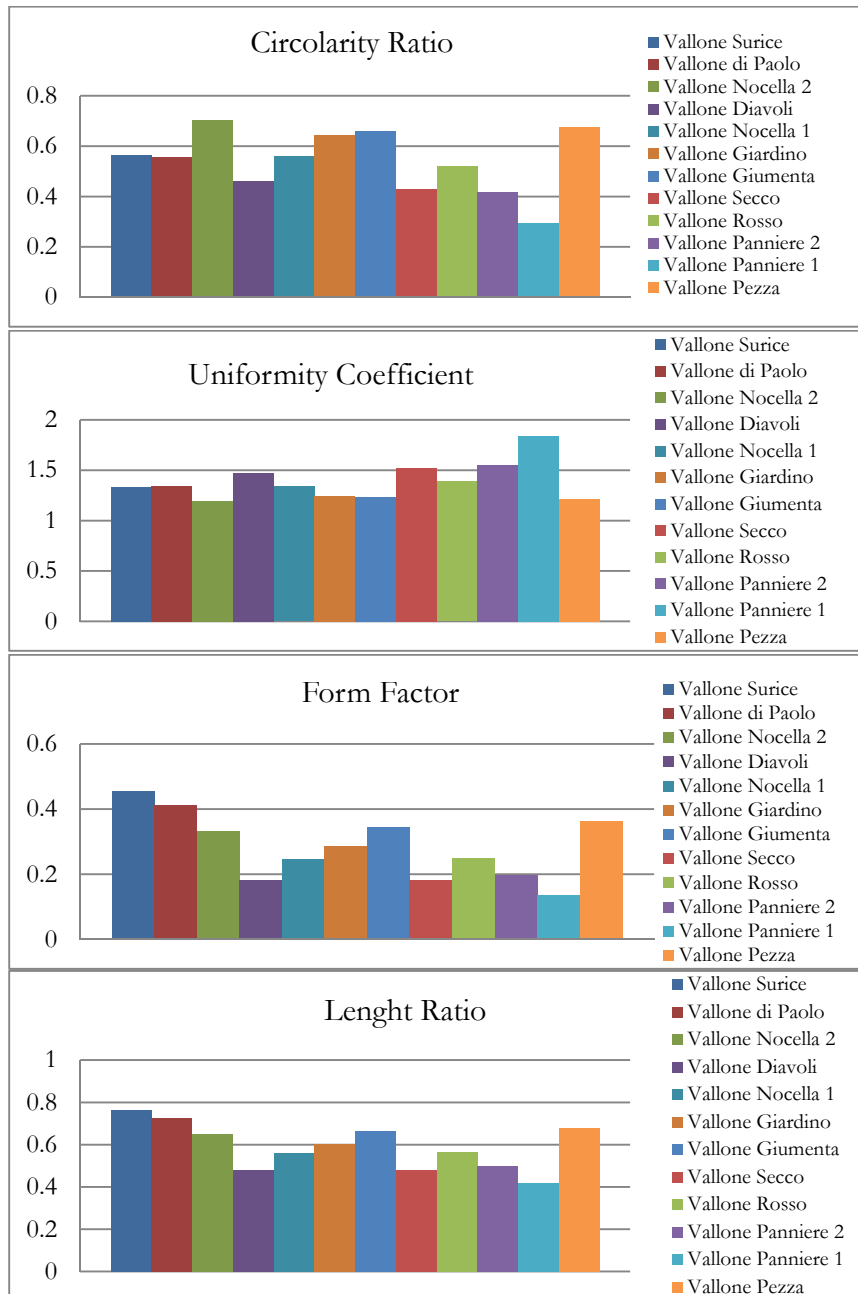 Circolarity Ratio
0.8
0.6
0.4
0.2
0
Vallone Surice
Vallone di Paolo
Vallone Nocella 2
Vallone Diavoli
Vallone Nocella 1
Vallone Giardino
Vallone Giumenta
Vallone Secco
Vallone Rosso
Vallone Panniere 2
Vallone Panniere 1
Vallone Pezza
Uniformity Coefficient
2
1.5
1
0.5
0
Vallone Surice
Vallone di Paolo
Vallone Nocella 2
Vallone Diavoli
Vallone Nocella 1
Vallone Giardino
Vallone Giumenta
Vallone Secco
Vallone Rosso
Vallone Panniere 2
Vallone Panniere 1
Vallone Pezza
Form Factor
0.6
0.4
0.2
0
Vallone Surice
Vallone di Paolo
Vallone Nocella 2
Vallone Diavoli
Vallone Nocella 1
Vallone Giardino
Vallone Giumenta
Vallone Secco
Vallone Rosso
Vallone Panniere 2
Vallone Panniere 1
Vallone Pezza
Lenght Ratio
1
0.8
0.6
0.4
0.2
0
Vallone Surice
Vallone di Paolo
Vallone Nocella 2
Vallone Diavoli
Vallone Nocella 1
Vallone Giardino
Vallone Giumenta
Vallone Secco
Vallone Rosso
Vallone Panniere 2
Vallone Panniere 1
Vallone Pezza